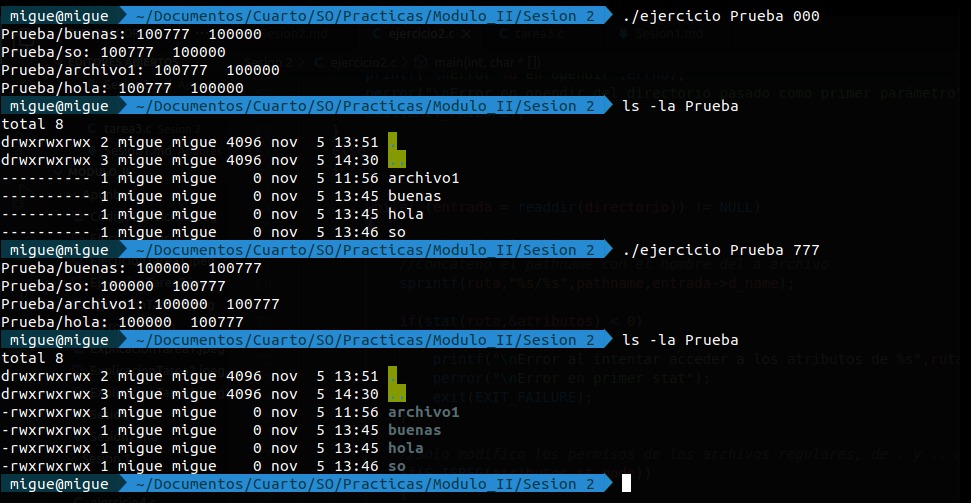 migue@migue ~/Documentos/Cuarto/SO/Practicas/Modulo_II/Sesion 2 ./ejercicio Prueba 000
Prueba/buenas: 100777  100000
Prueba/so: 100777  100000
Prueba/archivo1: 100777  100000
Prueba/hola: 100777  100000
migue@migue ~/Documentos/Cuarto/SO/Practicas/Modulo_II/Sesion 2 ls -la Prueba
total 8
drwxrwxrwx 2 migue migue 4096 nov  5 13:51 .
drwxrwxrwx 3 migue migue 4096 nov  5 14:30 ..
---------- 1 migue migue    0 nov  5 11:56 archivo1
---------- 1 migue migue    0 nov  5 13:45 buenas
---------- 1 migue migue    0 nov  5 13:45 hola
---------- 1 migue migue    0 nov  5 13:46 so
migue@migue ~/Documentos/Cuarto/SO/Practicas/Modulo_II/Sesion 2 ./ejercicio Prueba 777
Prueba/buenas: 100000  100777
Prueba/so: 100000  100777
Prueba/archivo1: 100000  100777
Prueba/hola: 100000  100777
migue@migue ~/Documentos/Cuarto/SO/Practicas/Modulo_II/Sesion 2 ls -la Prueba
total 8
drwxrwxrwx 2 migue migue 4096 nov  5 13:51 .
drwxrwxrwx 3 migue migue 4096 nov  5 14:30 ..
-rwxrwxrwx 1 migue migue    0 nov  5 11:56 archivo1
-rwxrwxrwx 1 migue migue    0 nov  5 13:45 buenas
-rwxrwxrwx 1 migue migue    0 nov  5 13:45 hola
-rwxrwxrwx 1 migue migue    0 nov  5 13:46 so
migue@migue ~/Documentos/Cuarto/SO/Practicas/Modulo_II/Sesion 2